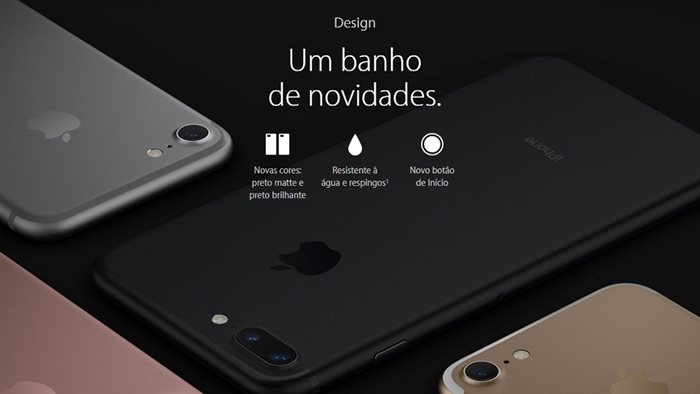 Design
Um banho
de novidades.
Novas cores:
preto matte e
preto brilhante
Resistente à
água e respingos¹
Novo botão
de Início
iPhone